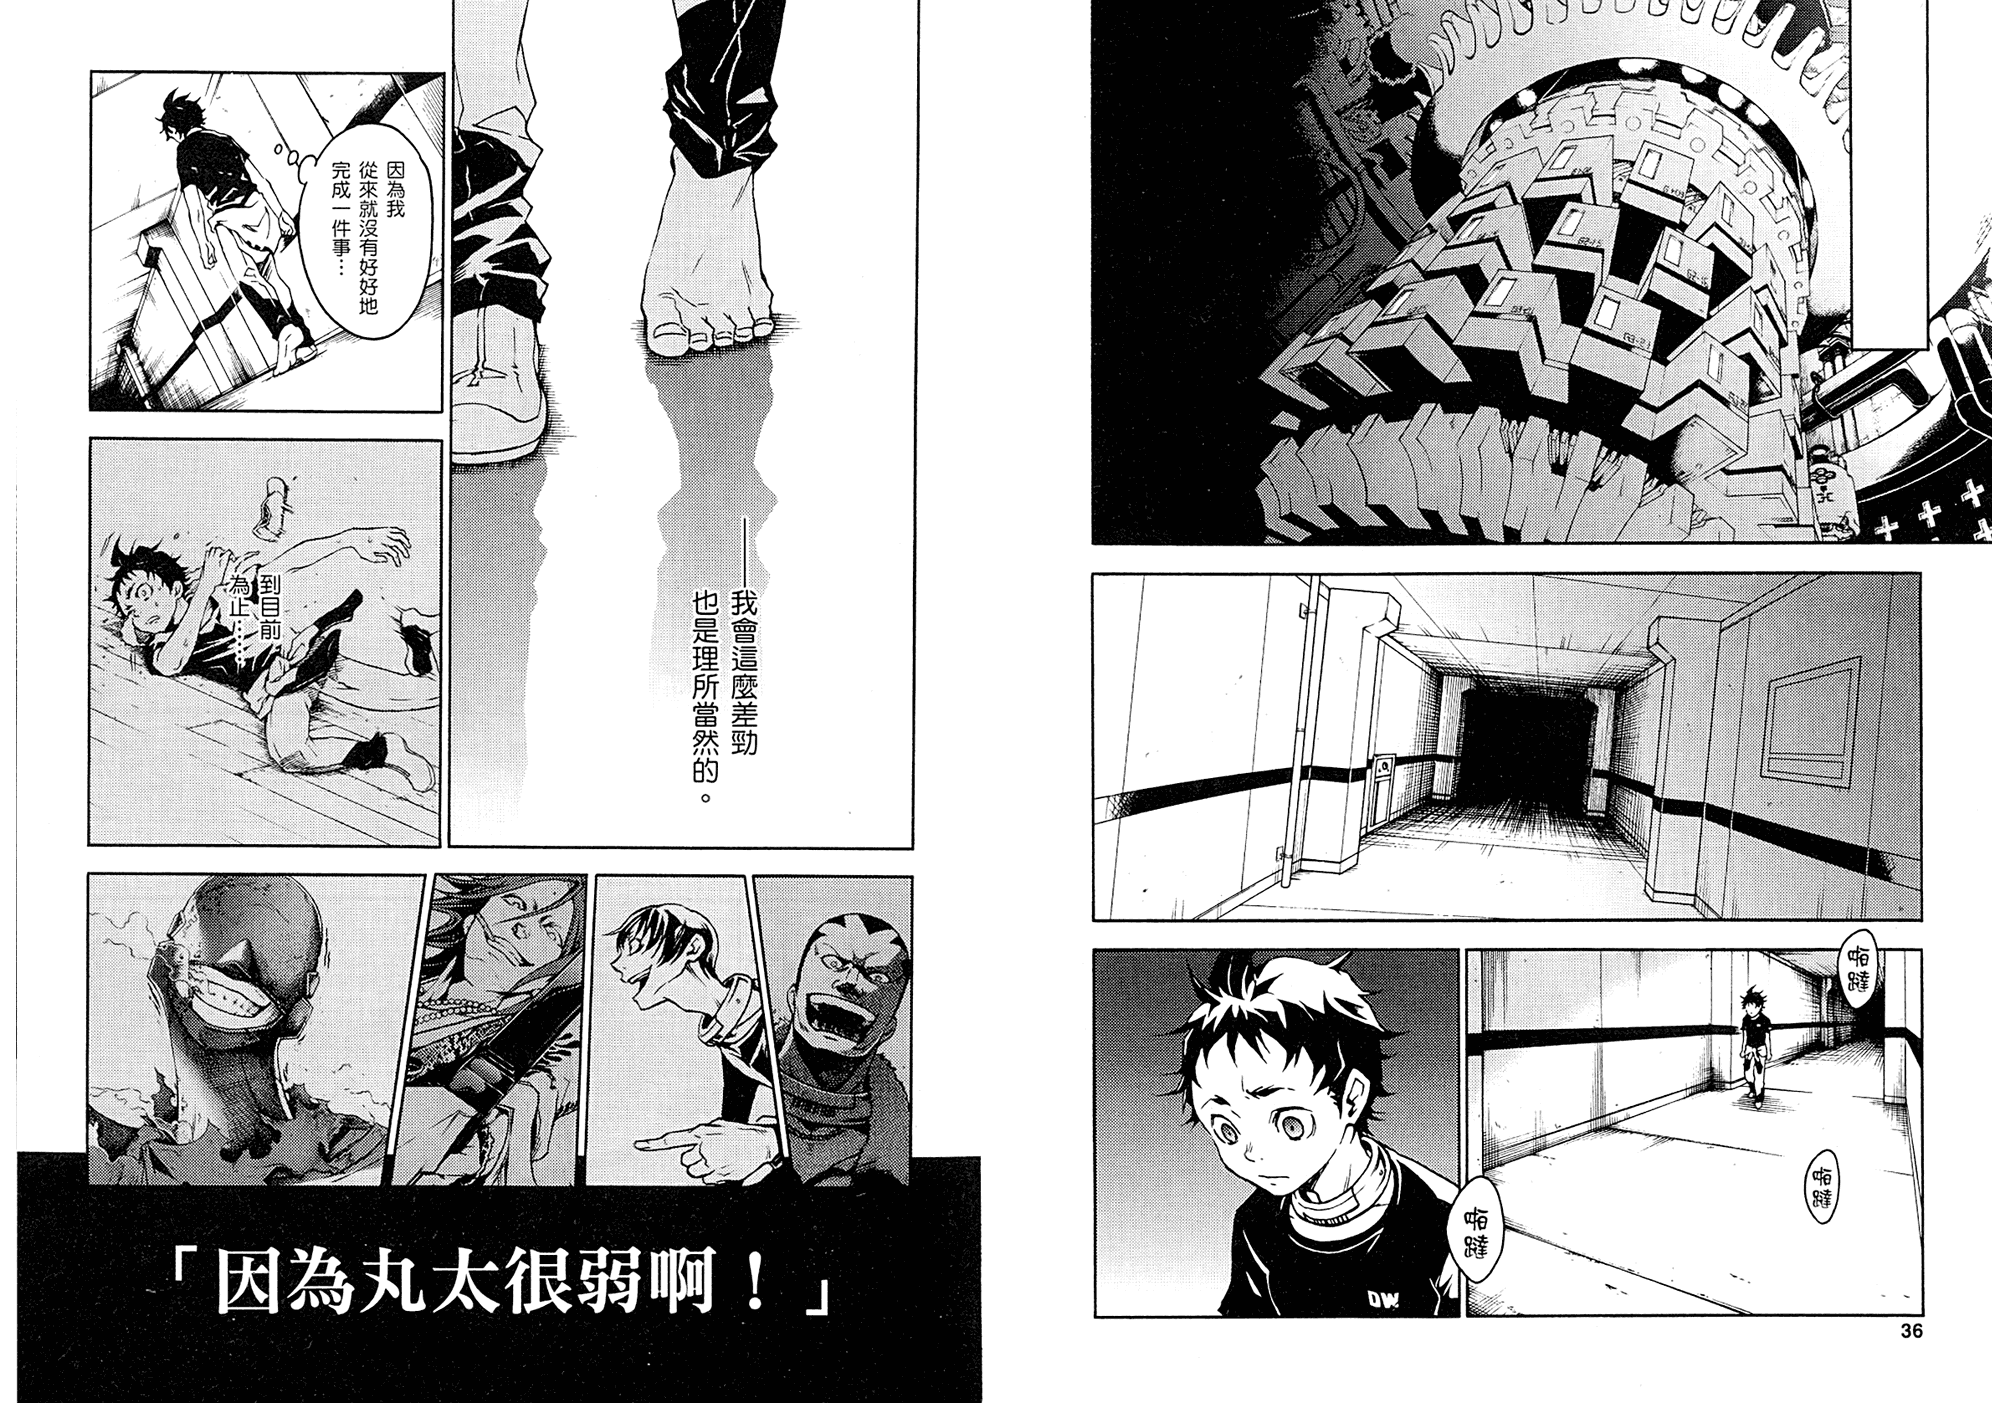 啪躂
啪躂
啪躂
DW
36
——我會這麼差勁
也是理所當然的。
因為我
從來就沒有好好地
完成一件事…
到目前
為止……
「因為丸太很弱啊！」